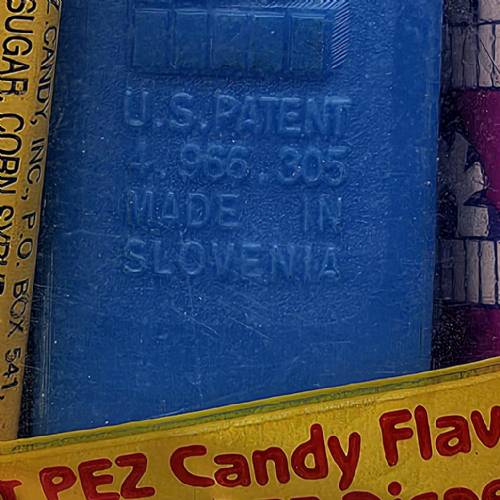 Z CANDY, INC., P.O. BOX 541,
SUGAR, CORN SYRUP
U.S. PATENT
4.966.305
MADE IN
SLOVENIA
PEZ Candy Flav